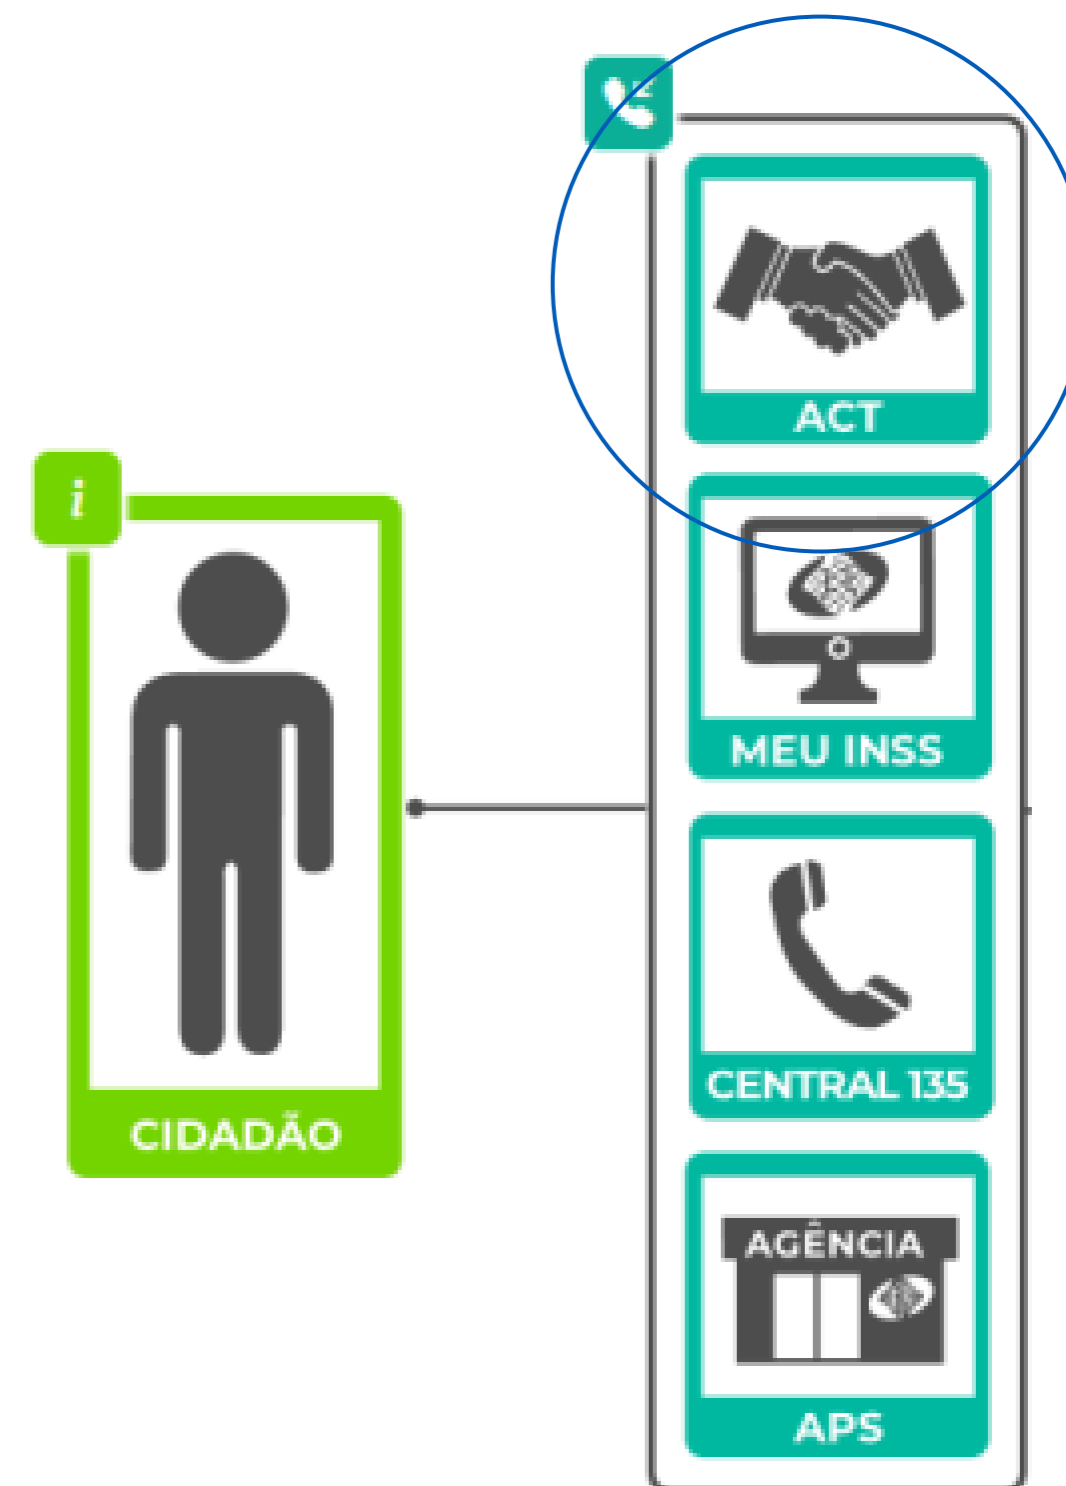 ACT
i
MEU INSS
CENTRAL 135
CIDADÃO
AGÊNCIA
APS